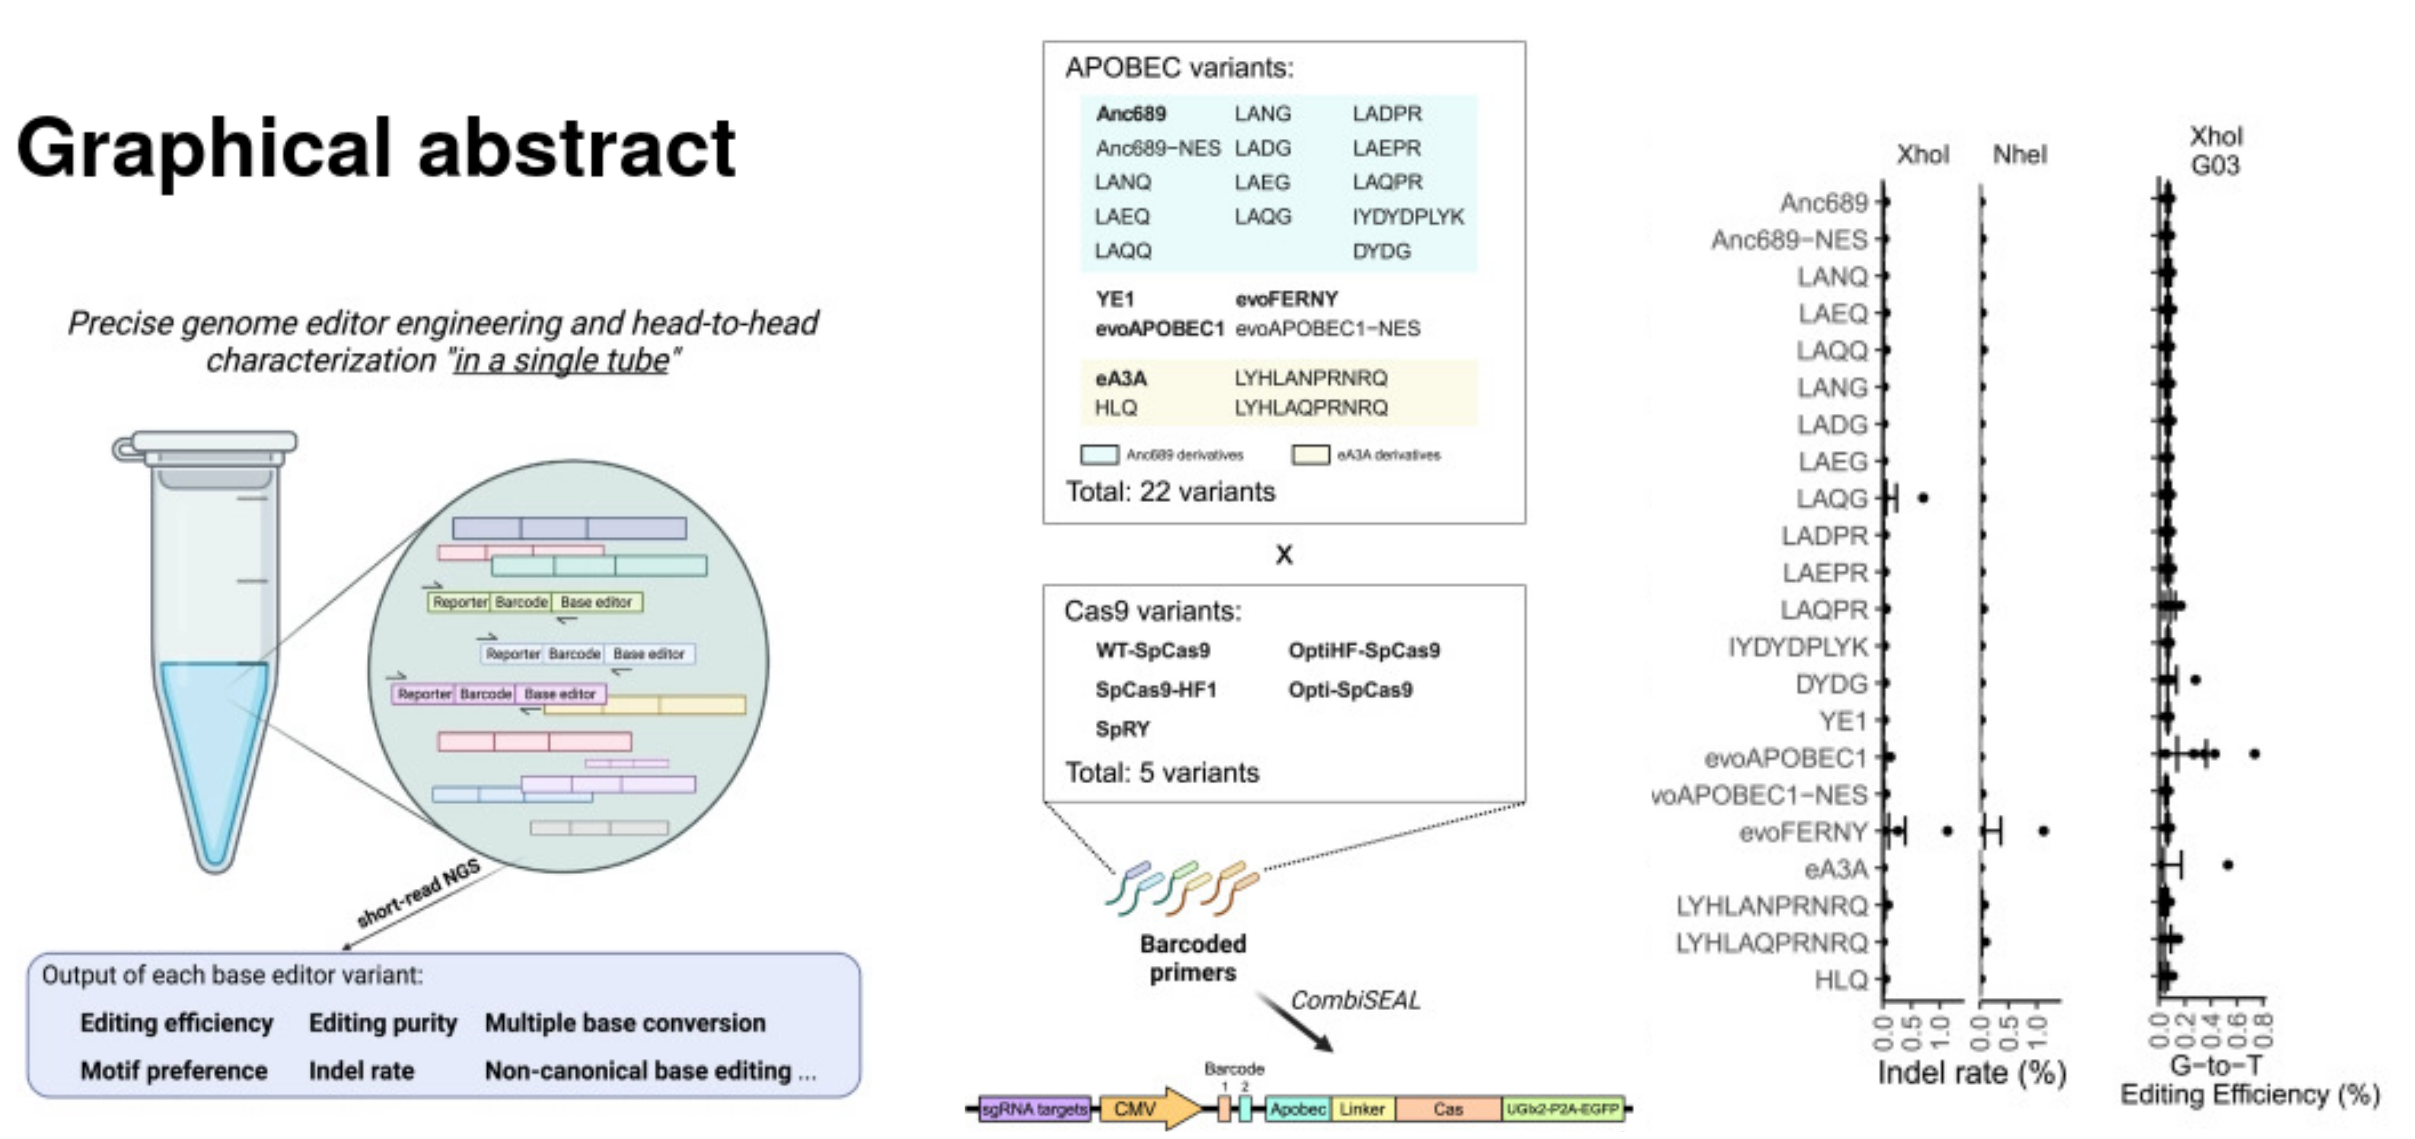 Graphical abstract
Precise genome editor engineering and head-to-head
characterization "in a single tube"
Reporter Barcode Base editor
Reporter Barcode Base editor
Reporter Barcode Base editor
short-read NGS
Output of each base editor variant:
Editing efficiency Editing purity Multiple base conversion
Motif preference Indel rate Non-canonical base editing ...
APOBEC variants:
Anc689 LANG LADPR
Anc689−NES LADG LAEPR
LANQ LAEG LAQPR
LAEQ LAQG IYDYDPLYK
LAQQ DYDG
YE1 evoFERNY
evoAPOBEC1 evoAPOBEC1−NES
eA3A LYHLANPRNRQ
HLQ LYHLAQPRNRQ
Anc689 derivatives eA3A derivatives
Total: 22 variants
X
Cas9 variants:
WT-SpCas9 OptiHF-SpCas9
SpCas9-HF1 Opti-SpCas9
SpRY
Total: 5 variants
Barcoded
primers
CombiSEAL
Barcode
1 2
sgRNA targets CMV Apobec Linker Cas UGIx2-P2A-EGFP
XhoI NheI
XhoI
G03
Anc689
Anc689−NES
LANQ
LAEQ
LAQQ
LANG
LADG
LAEG
LAQG
LADPR
LAEPR
LAQPR
IYDYDPLYK
DYDG
YE1
evoAPOBEC1
voAPOBEC1−NES
evoFERNY
eA3A
LYHLANPRNRQ
LYHLAQPRNRQ
HLQ
0.0 0.5 1.0 0.0 0.5 1.0
Indel rate (%)
0.0 0.2 0.4 0.6 0.8
G−to−T
Editing Efficiency (%)